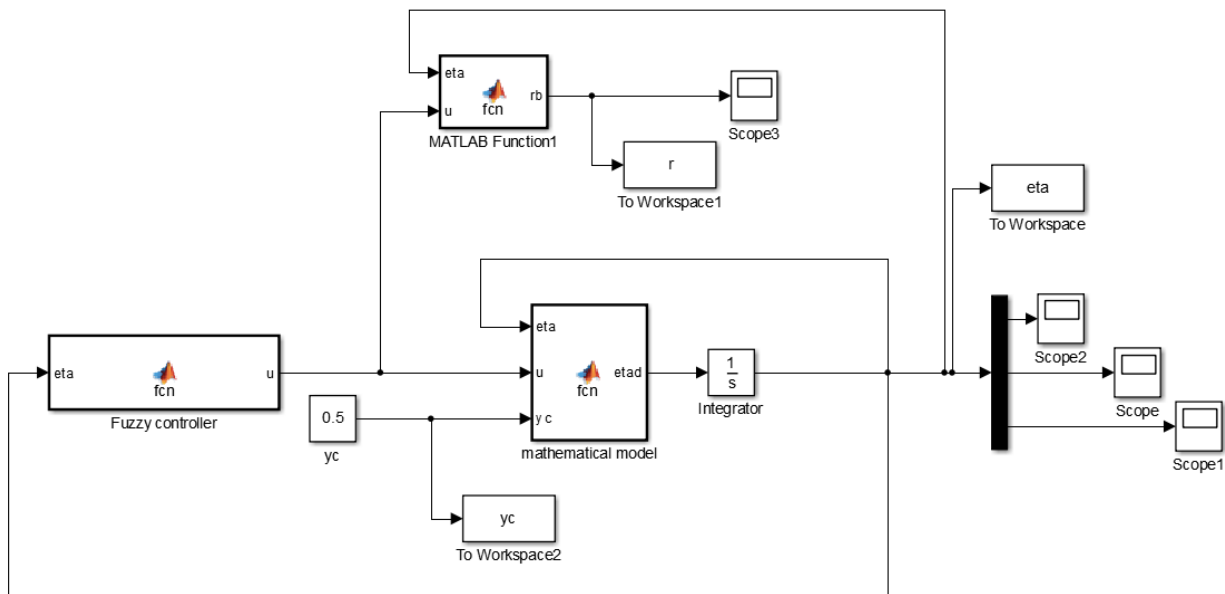 eta
fcn
rb
u
MATLAB Function1
Scope3
r
To Workspace1
eta
To Workspace
eta
u
fcn
etad
y c
mathematical model
1
s
Integrator
eta
fcn
u
Fuzzy controller
0.5
yc
yc
To Workspace2
Scope2
Scope
Scope1